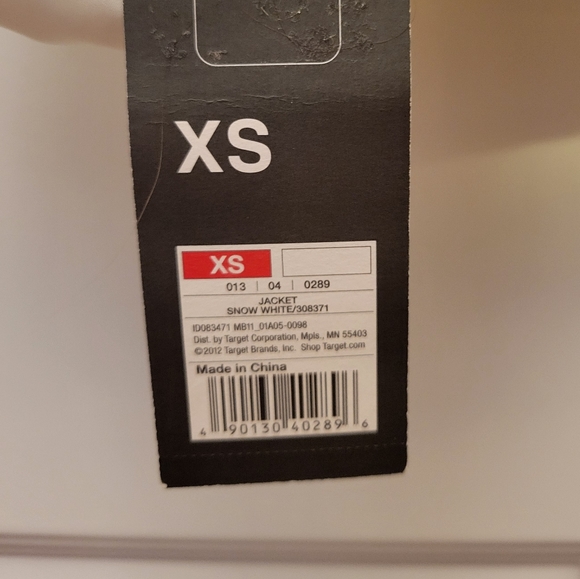 XS
XS
013 | 04 | 0289
JACKET
SNOW WHITE/308371
ID083471 MB11_01A05-0098
Dist. by Target Corporation, Mpls., MN 55403
©2012 Target Brands, Inc. Shop Target.com
Made in China
4 90130 40289 6